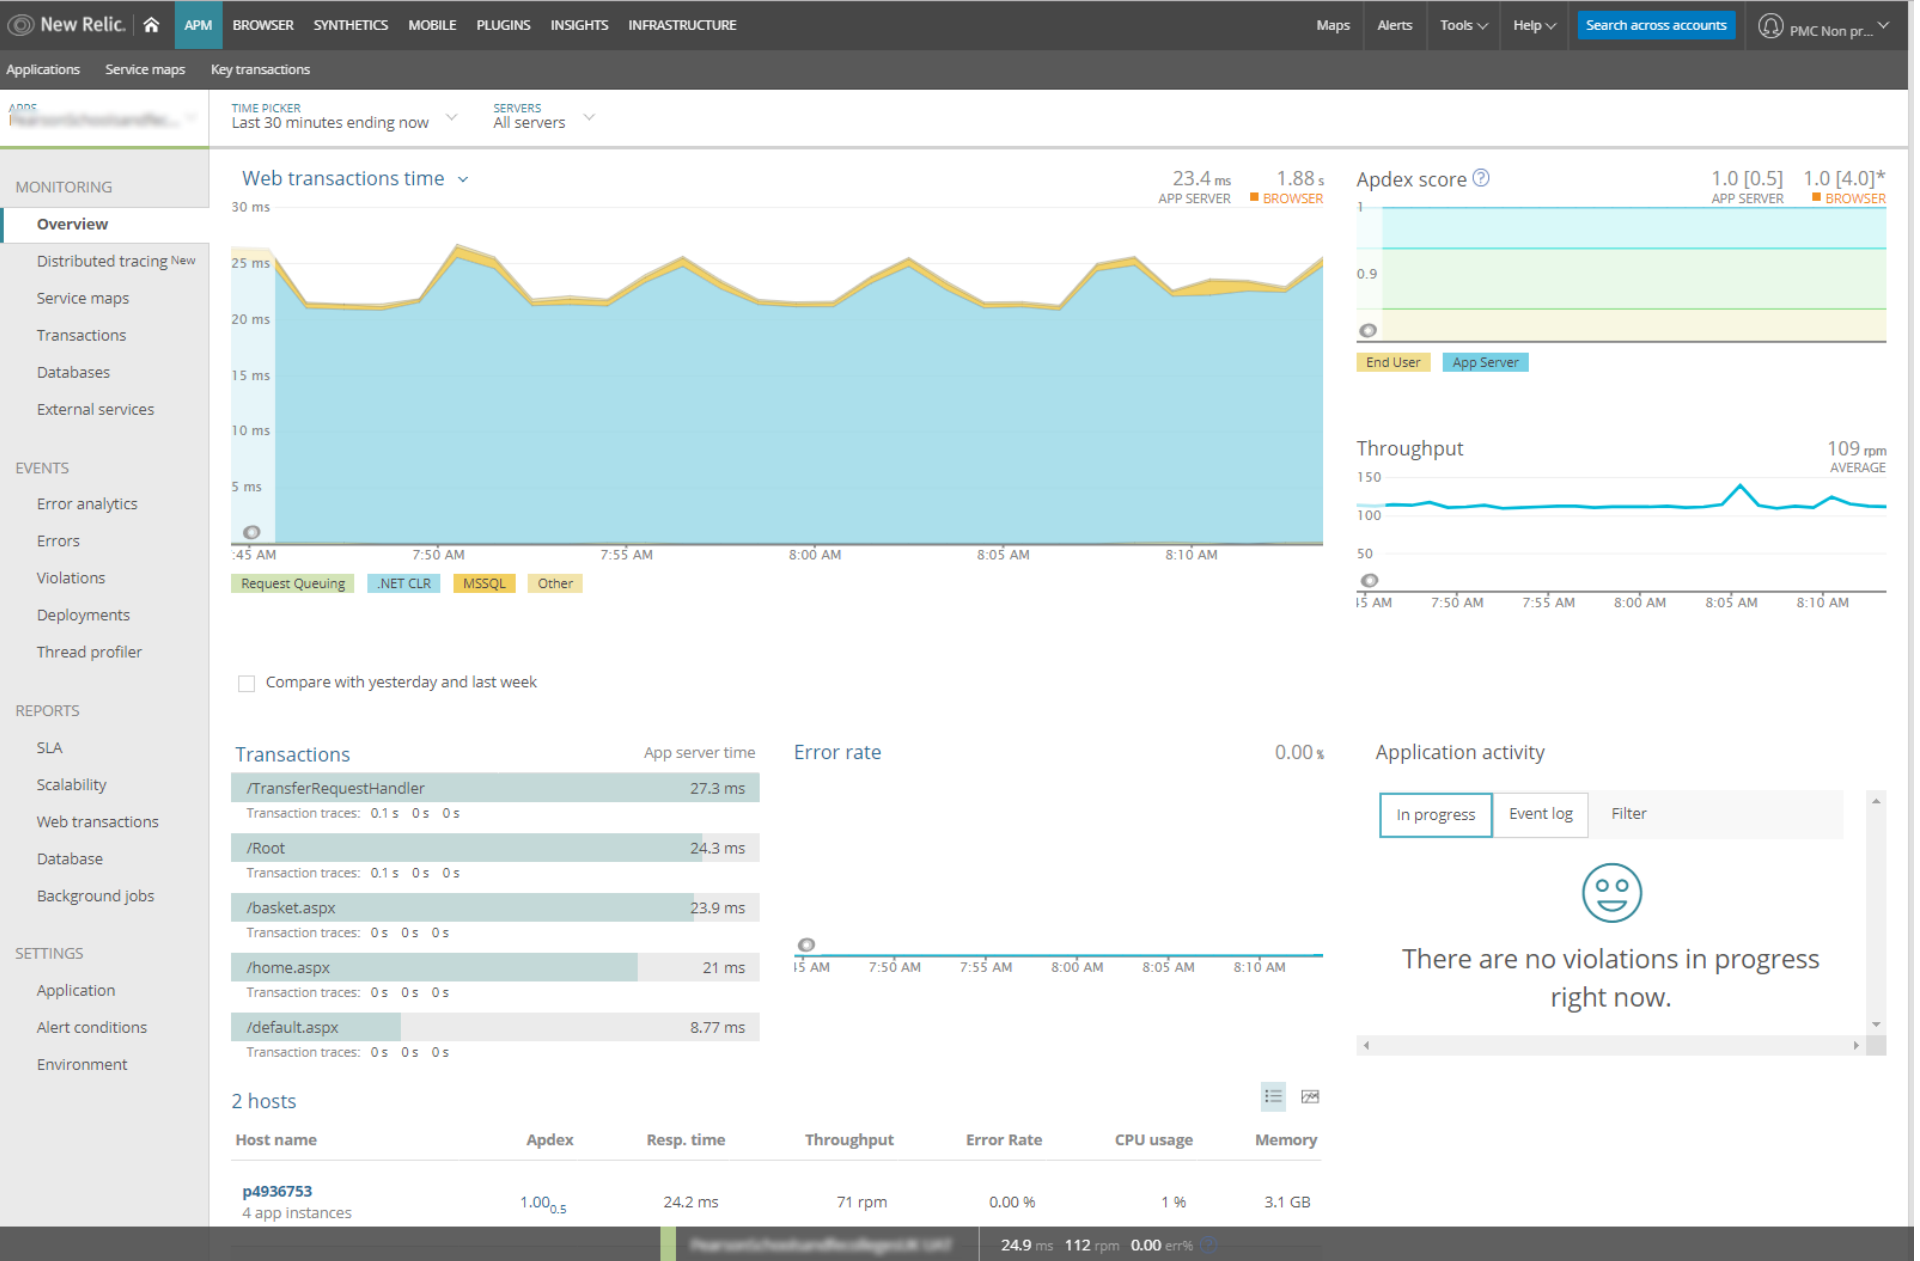 New Relic.
APM BROWSER SYNTHETICS MOBILE PLUGINS INSIGHTS INFRASTRUCTURE
Maps Alerts Tools Help Search across accounts PMC Non pr...
Applications Service maps Key transactions
APPS
TIME PICKER
Last 30 minutes ending now
SERVERS
All servers
MONITORING
Overview
Distributed tracing New
Service maps
Transactions
Databases
External services
EVENTS
Error analytics
Errors
Violations
Deployments
Thread profiler
REPORTS
SLA
Scalability
Web transactions
Database
Background jobs
SETTINGS
Application
Alert conditions
Environment
Web transactions time
23.4 ms 1.88 s
APP SERVER BROWSER
30 ms
25 ms
20 ms
15 ms
10 ms
5 ms
:45 AM 7:50 AM 7:55 AM 8:00 AM 8:05 AM 8:10 AM
Request Queuing .NET CLR MSSQL Other
Compare with yesterday and last week
Apdex score ?
1.0 [0.5] 1.0 [4.0]*
APP SERVER BROWSER
1
0.9
End User App Server
Throughput
109 rpm
AVERAGE
150
100
50
45 AM 7:50 AM 7:55 AM 8:00 AM 8:05 AM 8:10 AM
Transactions App server time
/TransferRequestHandler 27.3 ms
Transaction traces: 0.1 s 0 s 0 s
/Root 24.3 ms
Transaction traces: 0.1 s 0 s 0 s
/basket.aspx 23.9 ms
Transaction traces: 0 s 0 s 0 s
/home.aspx 21 ms
Transaction traces: 0 s 0 s 0 s
/default.aspx 8.77 ms
Transaction traces: 0 s 0 s 0 s
Error rate 0.00 %
45 AM 7:50 AM 7:55 AM 8:00 AM 8:05 AM 8:10 AM
Application activity
In progress Event log Filter
There are no violations in progress
right now.
2 hosts
Host name Apdex Resp. time Throughput Error Rate CPU usage Memory
p4936753
4 app instances
1.00 0.5 24.2 ms 71 rpm 0.00 % 1 % 3.1 GB
24.9 ms 112 rpm 0.00 err% ?